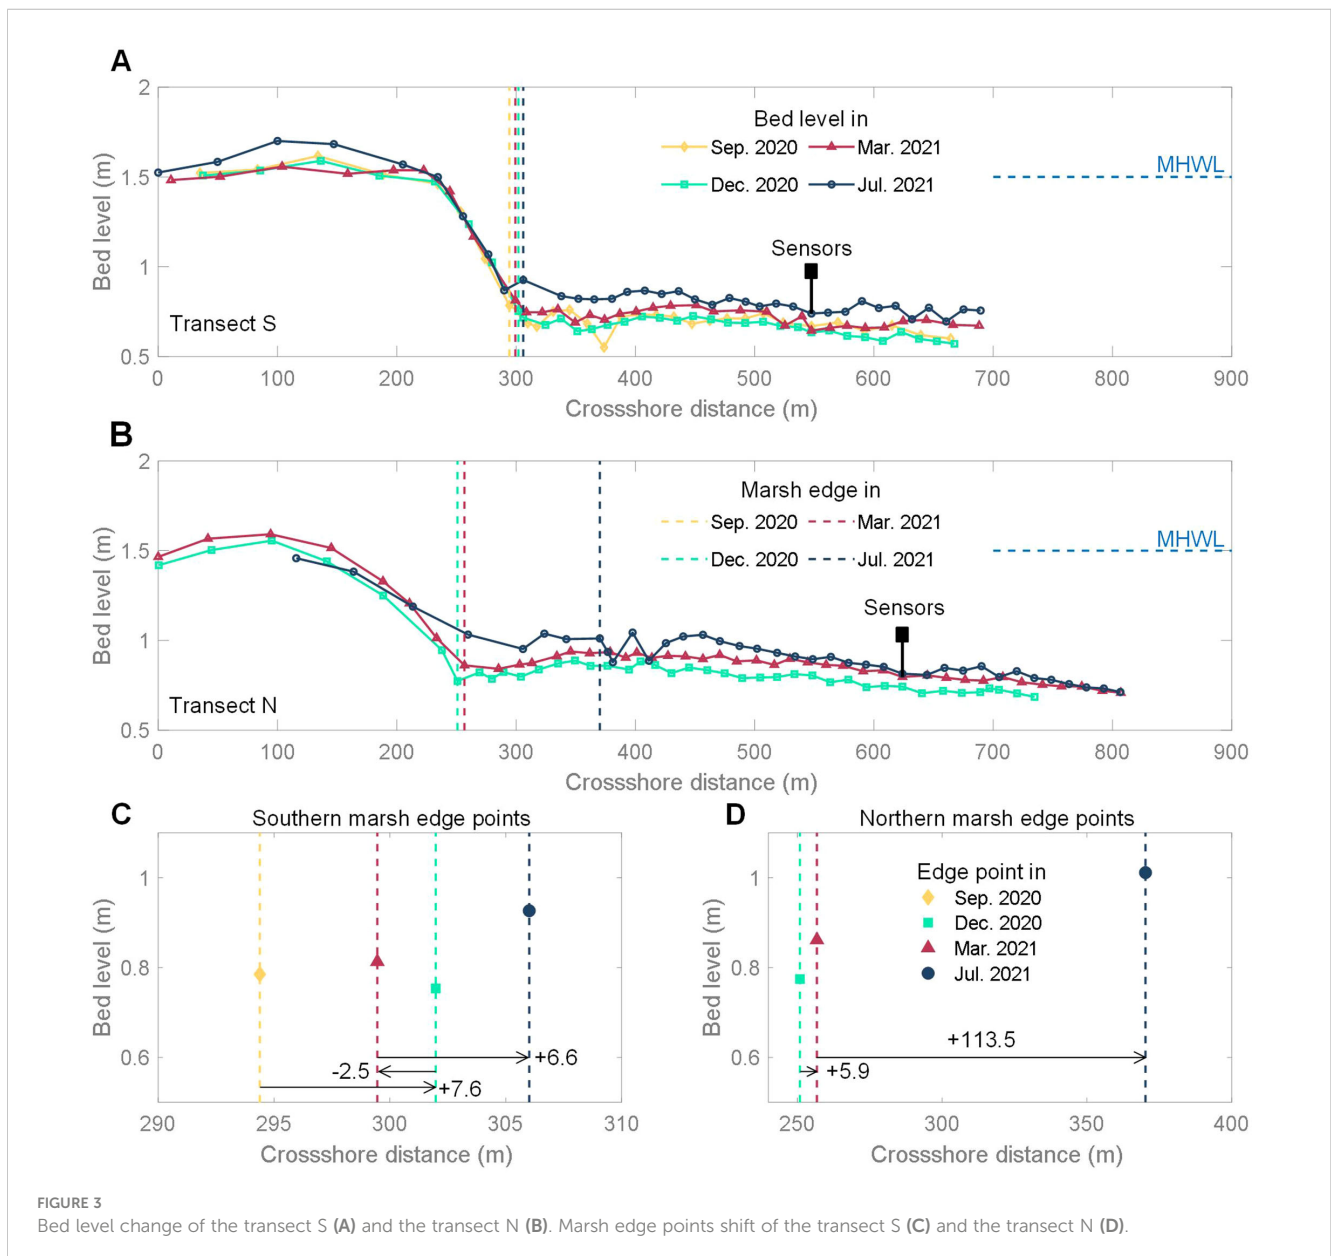 A
2
1.5
1
0.5
Bed level (m)
Bed level in
Sep. 2020
Mar. 2021
Dec. 2020
Jul. 2021
MHWL
Sensors
Transect S
0 100 200 300 400 500 600 700 800 900
Crossshore distance (m)
B
2
1.5
1
0.5
Bed level (m)
Marsh edge in
Sep. 2020
Mar. 2021
Dec. 2020
Jul. 2021
MHWL
Sensors
Transect N
0 100 200 300 400 500 600 700 800 900
Crossshore distance (m)
C
Southern marsh edge points
1
0.8
0.6
Bed level (m)
+6.6
-2.5
+7.6
290 295 300 305 310
Crossshore distance (m)
D
Northern marsh edge points
1
0.8
0.6
Bed level (m)
Edge point in
Sep. 2020
Dec. 2020
Mar. 2021
Jul. 2021
+113.5
+5.9
250 300 350 400
Crossshore distance (m)
FIGURE 3
Bed level change of the transect S (A) and the transect N (B). Marsh edge points shift of the transect S (C) and the transect N (D).